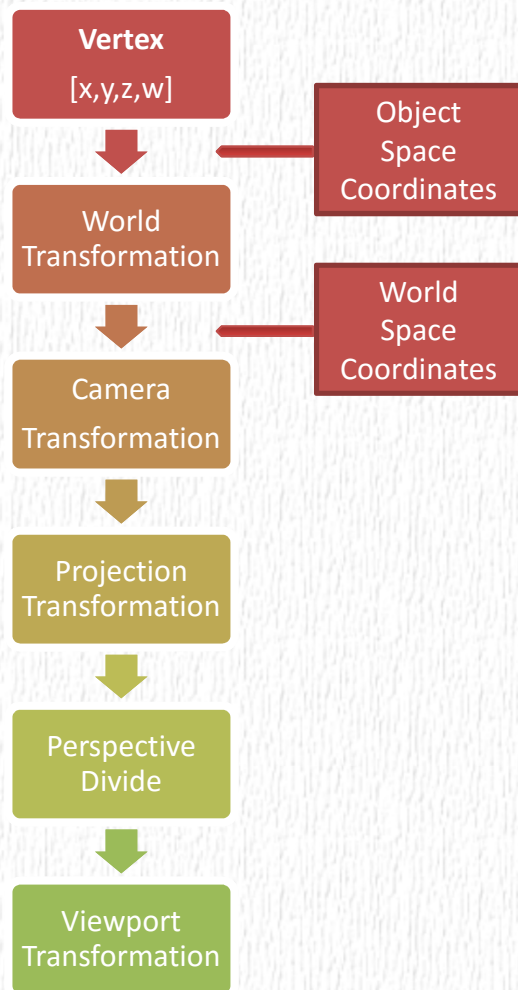 Vertex
[x,y,z,w]
Object
Space
Coordinates
World
Transformation
World
Space
Coordinates
Camera
Transformation
Projection
Transformation
Perspective
Divide
Viewport
Transformation